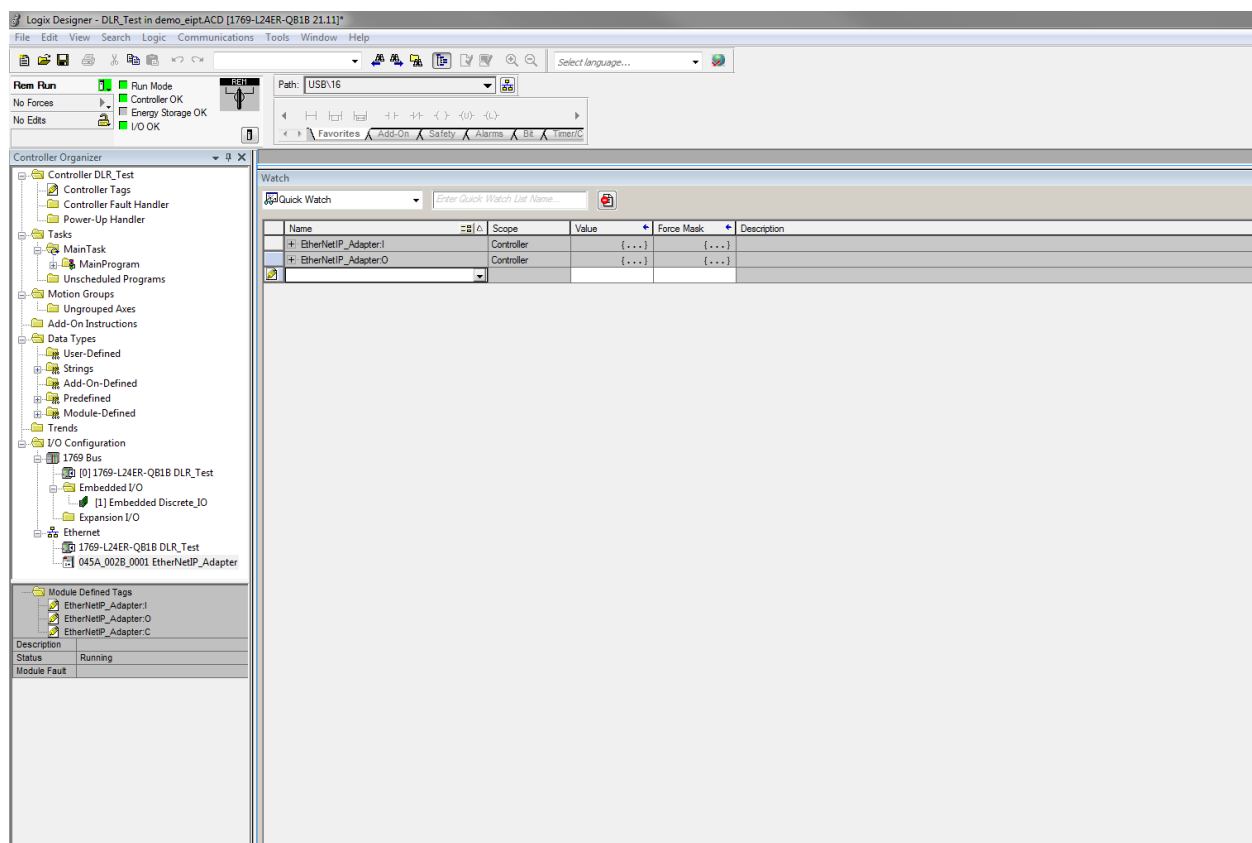 Logix Designer - DLR_Test in demo_eipt.ACD [1769-L24ER-QB1B 21.11]*
File Edit View Search Logic Communications Tools Window Help
Select language...
Rem Run
Run Mode
Controller OK
Energy Storage OK
I/O OK
No Forces
No Edits
REM
Path: USB\16
Favorites Add-On Safety Alarms Bit Timer/C
Controller Organizer
Controller DLR_Test
Controller Tags
Controller Fault Handler
Power-Up Handler
Tasks
MainTask
MainProgram
Unscheduled Programs
Motion Groups
Ungrouped Axes
Add-On Instructions
Data Types
User-Defined
Strings
Add-On-Defined
Predefined
Module-Defined
Trends
I/O Configuration
1769 Bus
[0] 1769-L24ER-QB1B DLR_Test
Embedded I/O
[1] Embedded Discrete_IO
Expansion I/O
Ethernet
1769-L24ER-QB1B DLR_Test
045A_002B_0001 EtherNetIP_Adapter
Module Defined Tags
EtherNetIP_Adapter:I
EtherNetIP_Adapter:O
EtherNetIP_Adapter:C
Description
Status Running
Module Fault
Watch
Quick Watch Enter Quick Watch List Name...
Name Scope Value Force Mask Description
EtherNetIP_Adapter:I Controller {...} {...}
EtherNetIP_Adapter:O Controller {...} {...}